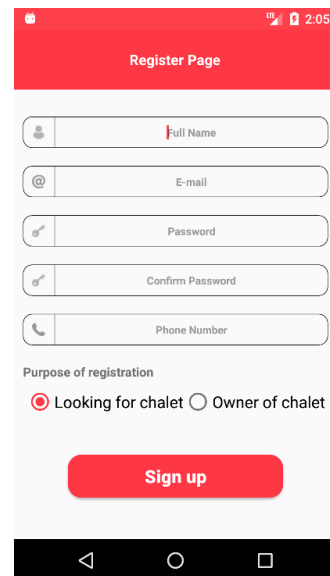 LTE 2:05
Register Page
Full Name
@ E-mail
Password
Confirm Password
Phone Number
Purpose of registration
Looking for chalet Owner of chalet
Sign up